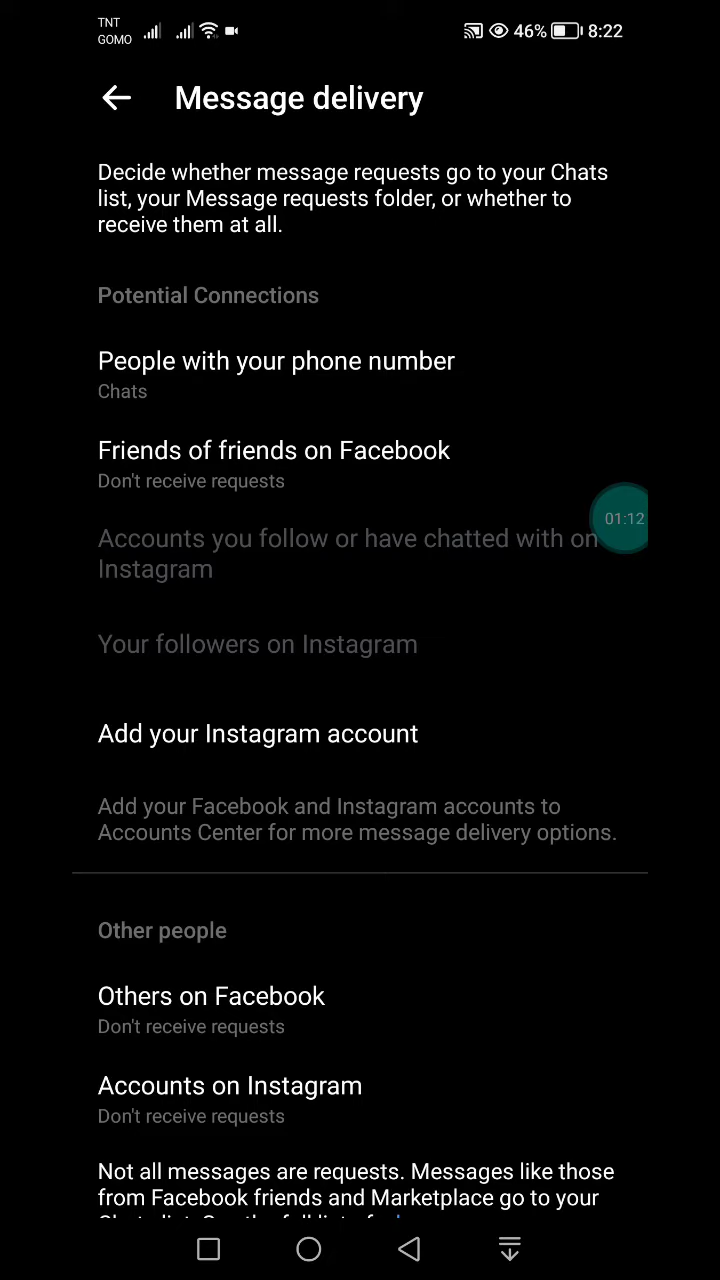 TNT
GOMO
46%
8:22
Message delivery
Decide whether message requests go to your Chats
list, your Message requests folder, or whether to
receive them at all.
Potential Connections
People with your phone number
Chats
Friends of friends on Facebook
Don't receive requests
01:12
Accounts you follow or have chatted with on
Instagram
Your followers on Instagram
Add your Instagram account
Add your Facebook and Instagram accounts to
Accounts Center for more message delivery options.
Other people
Others on Facebook
Don't receive requests
Accounts on Instagram
Don't receive requests
Not all messages are requests. Messages like those
from Facebook friends and Marketplace go to your